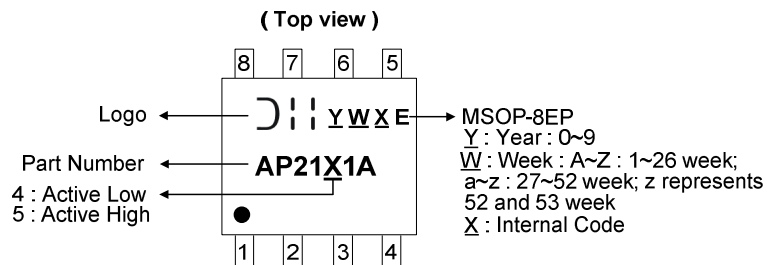 ( Top view )
8 7 6 5
Logo
Y W X E
MSOP-8EP
Y : Year : 0~9
W : Week : A~Z : 1~26 week;
a~z : 27~52 week; z represents
52 and 53 week
X : Internal Code
Part Number
AP21X1A
4 : Active Low
5 : Active High
1 2 3 4